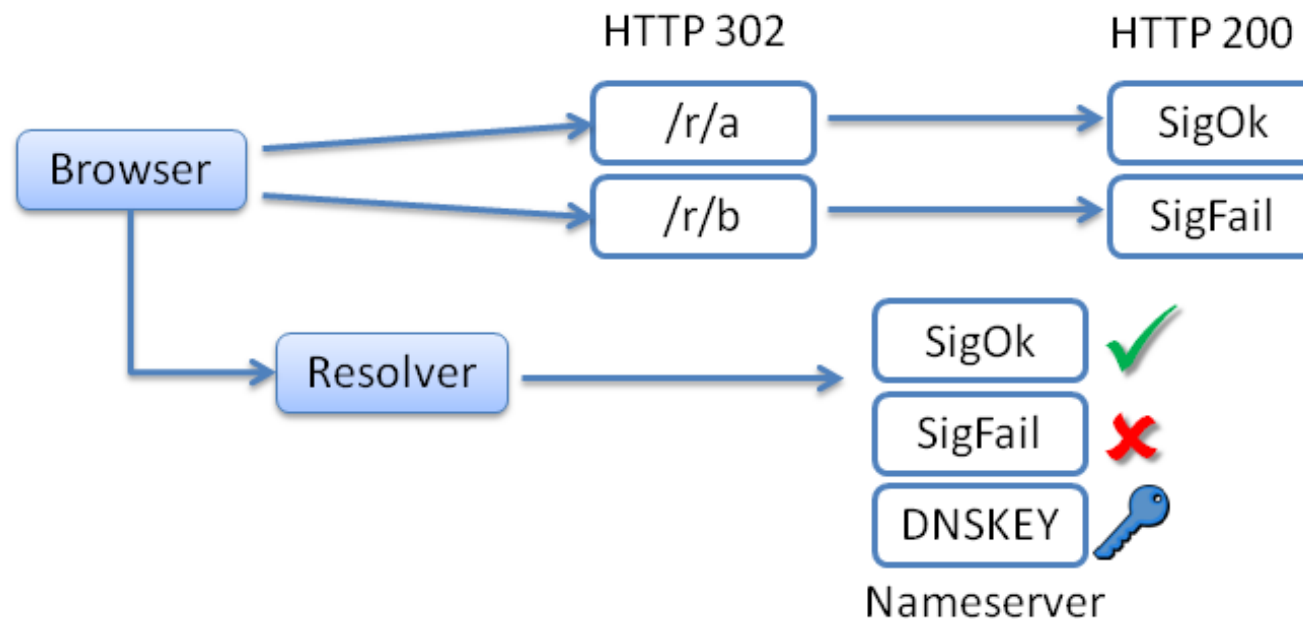 HTTP 302
HTTP 200
/r/a
SigOk
Browser
/r/b
SigFail
Resolver
SigOk
SigFail
DNSKEY
Nameserver